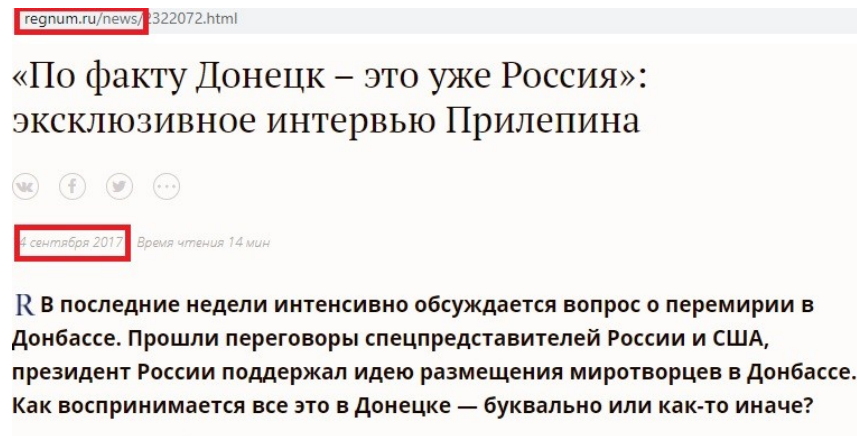 regnum.ru/news/2322072.html
«По факту Донецк – это уже Россия»:
эксклюзивное интервью Прилепина
4 сентября 2017 Время чтения 14 мин
R В последние недели интенсивно обсуждается вопрос о перемирии в
Донбассе. Прошли переговоры спецпредставителей России и США,
президент России поддержал идею размещения миротворцев в Донбассе.
Как воспринимается все это в Донецке — буквально или как-то иначе?